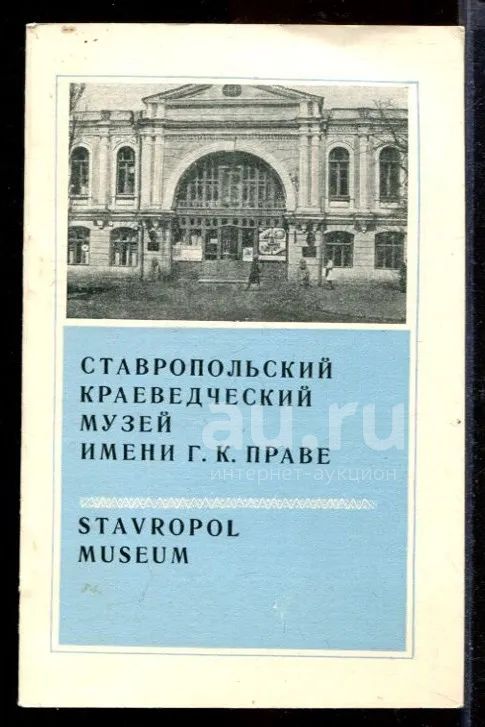 СТАВРОПОЛЬСКИЙ
КРАЕВЕДЧЕСКИЙ
МУЗЕЙ
ИМЕНИ Г. К. ПРАВЕ
STAVROPOL
MUSEUM
au.ru
интернет-аукцион